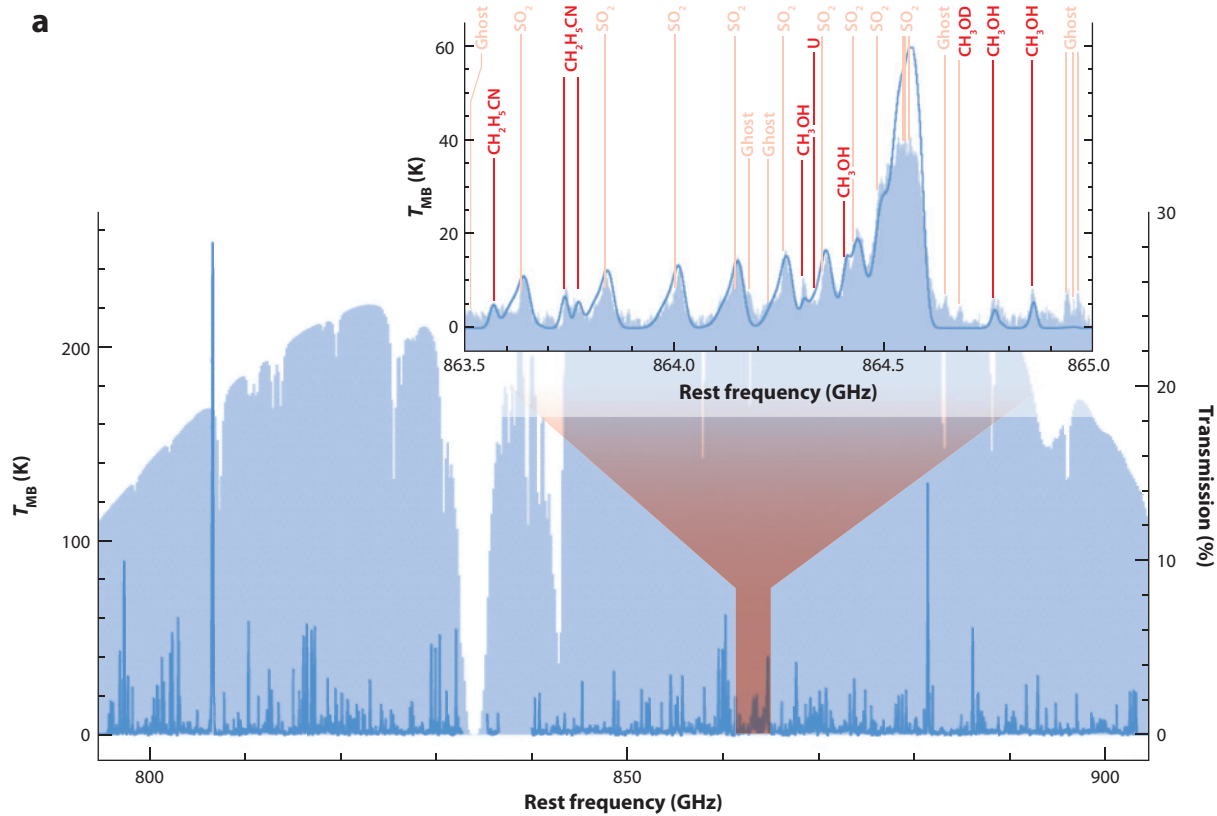 a
Ghost
SO₂
CH₂H₅CN
SO₂
SO₂
SO₂
SO₂
U
SO₂
SO₂
SO₂
SO₂
Ghost
CH₃OD
CH₃OH
CH₃OH
Ghost
CH₂H₅CN
Ghost
Ghost
CH₃OH
CH₃OH
60
40
20
0
T_MB (K)
863.5
864.0
864.5
865.0
Rest frequency (GHz)
200
100
0
T_MB (K)
30
20
10
0
Transmission (%)
800
850
900
Rest frequency (GHz)